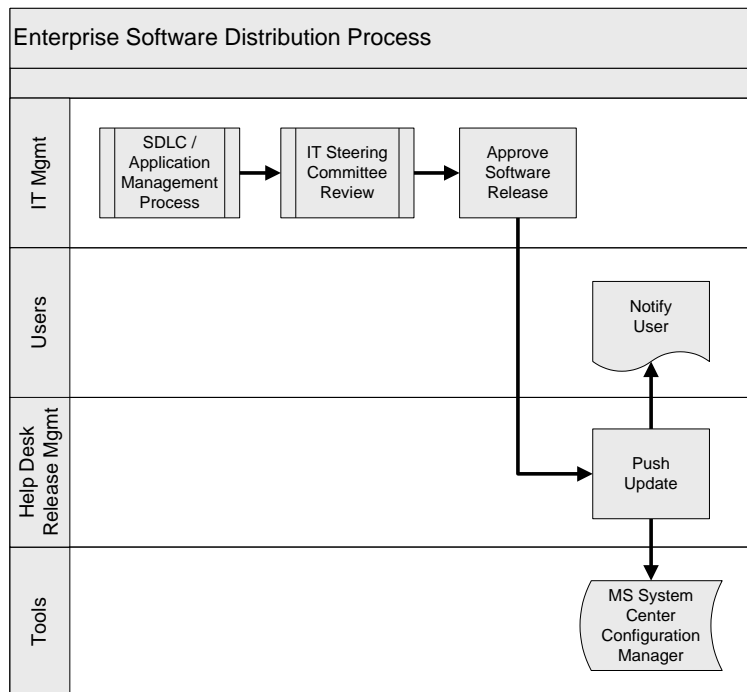 Enterprise Software Distribution Process
IT Mgmt
SDLC /
Application
Management
Process
IT Steering
Committee
Review
Approve
Software
Release
Users
Notify
User
Help Desk
Release Mgmt
Push
Update
Tools
MS System
Center
Configuration
Manager